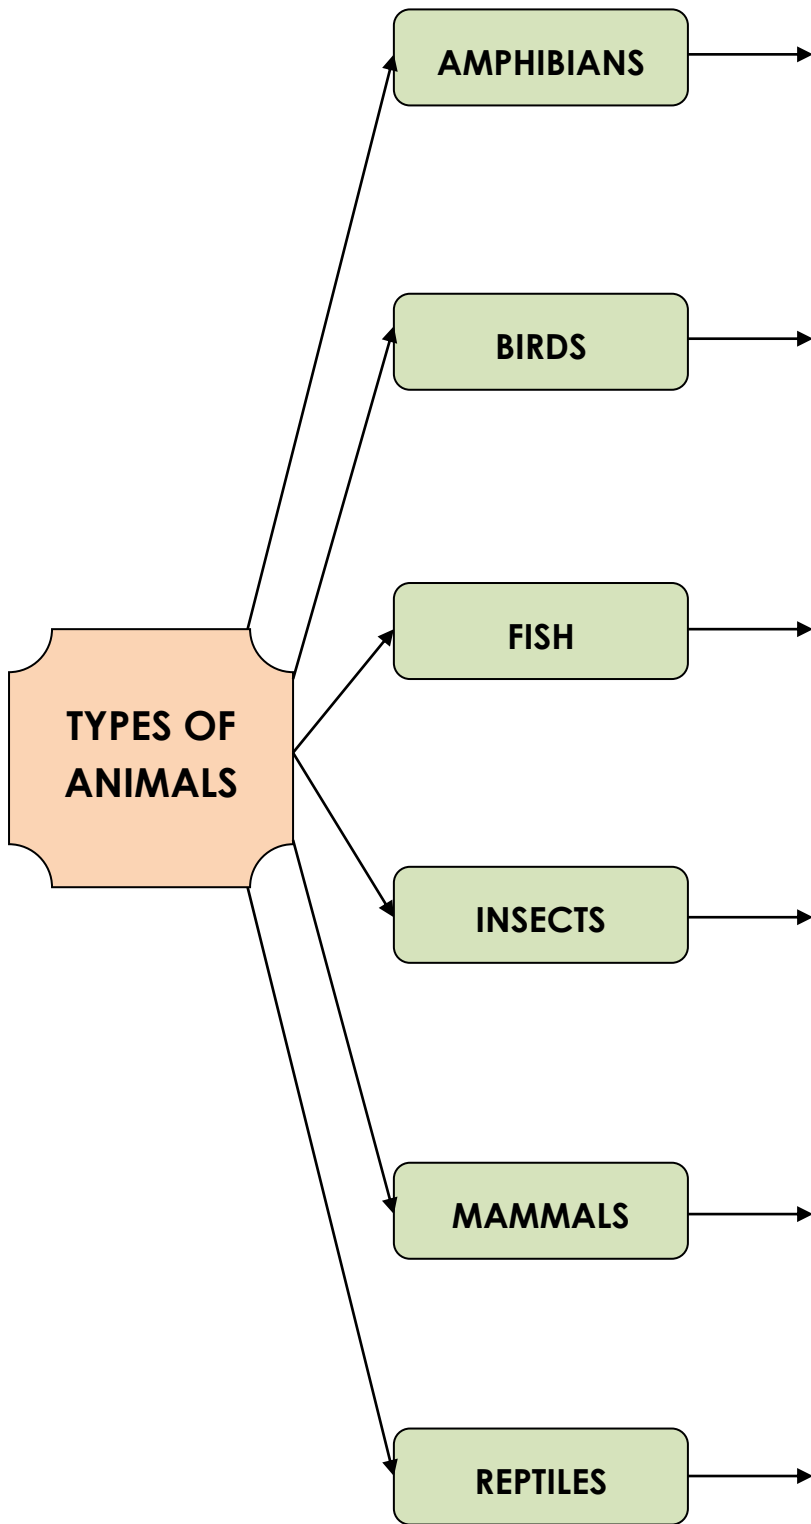 AMPHIBIANS
BIRDS
FISH
TYPES OF
ANIMALS
INSECTS
MAMMALS
REPTILES